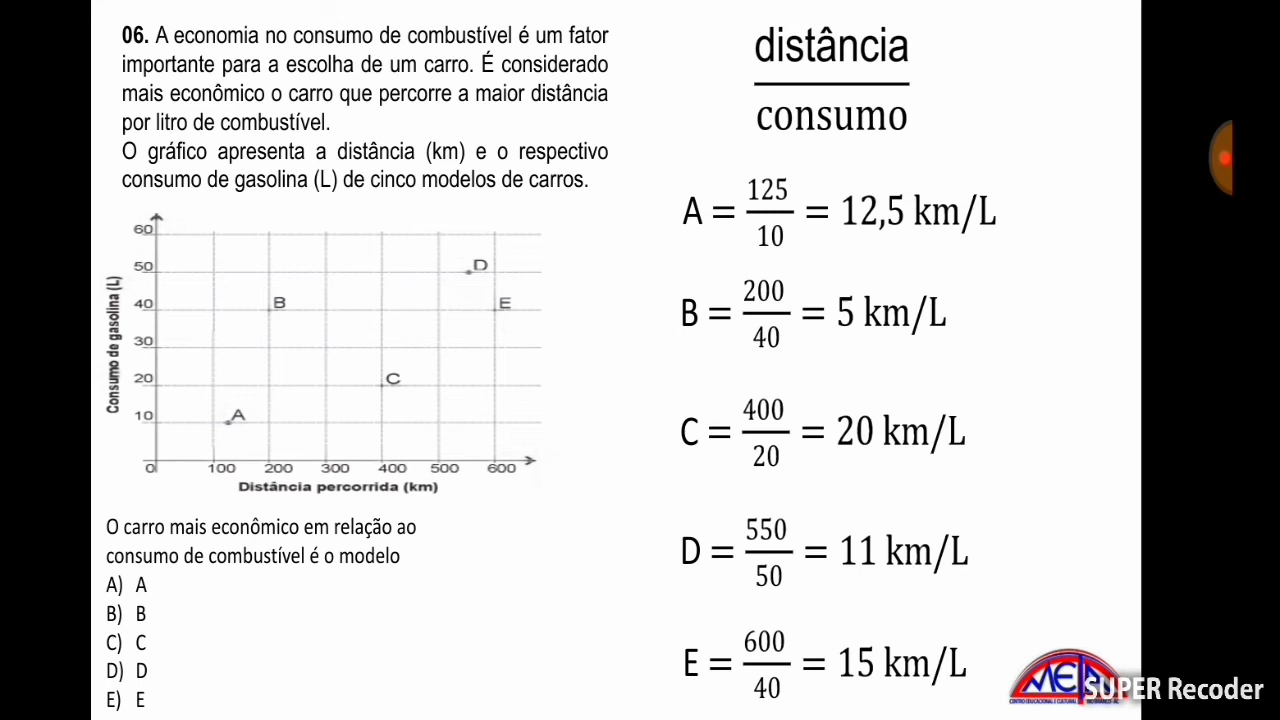 06. A economia no consumo de combustível é um fator
importante para a escolha de um carro. É considerado
mais econômico o carro que percorre a maior distância
por litro de combustível.
O gráfico apresenta a distância (km) e o respectivo
consumo de gasolina (L) de cinco modelos de carros.
Consumo de gasolina (L)
60
50
40
30
20
10
0 100 200 300 400 500 600
D
B
E
C
A
Distância percorrida (km)
O carro mais econômico em relação ao
consumo de combustível é o modelo
A) A
B) B
C) C
D) D
E) E
distância
consumo
A = 125/10 = 12,5 km/L
B = 200/40 = 5 km/L
C = 400/20 = 20 km/L
D = 550/50 = 11 km/L
E = 600/40 = 15 km/L
META
CENTRO EDUCACIONAL E CULTURAL
SUPER Recoder